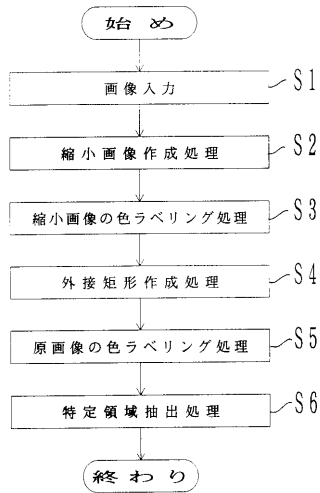 始め
画像入力 S1
縮小画像作成処理 S2
縮小画像の色ラベリング処理 S3
外接矩形作成処理 S4
原画像の色ラベリング処理 S5
特定領域抽出処理 S6
終わり